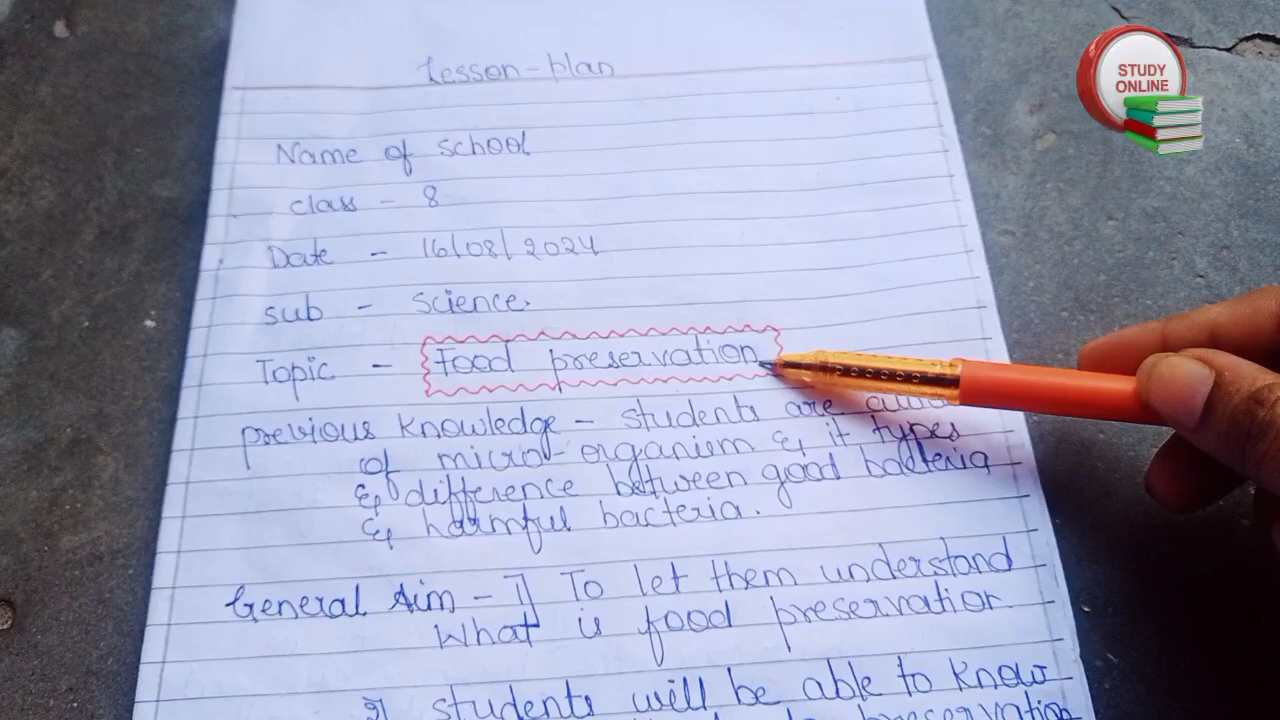 Lesson-plan
Name of school
class - 8
Date - 16/08/2024
sub - science.
Topic - Food preservation
previous Knowledge - students are
of micro-organism & it types
& difference between good bacteria
& harmful bacteria.
General Aim - 1] To let them understand
What is food preservation
2] students will be able to know
preservation
STUDY
ONLINE